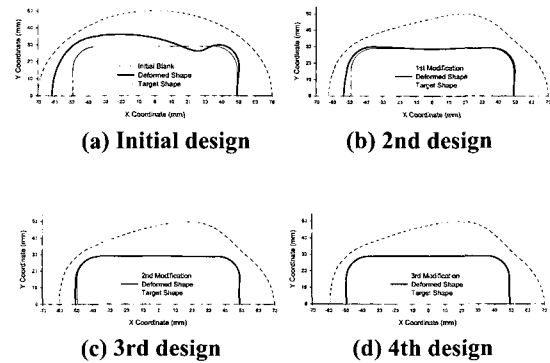 Y Coordinate (mm)
Initial Blank
Deformed Shape
Target Shape
X Coordinate (mm)
(a) Initial design
Y Coordinate (mm)
1st Modification
Deformed Shape
Target Shape
X Coordinate (mm)
(b) 2nd design
Y Coordinate (mm)
2nd Modification
Deformed Shape
Target Shape
X Coordinate (mm)
(c) 3rd design
Y Coordinate (mm)
3rd Modification
Deformed Shape
Target Shape
X Coordinate (mm)
(d) 4th design